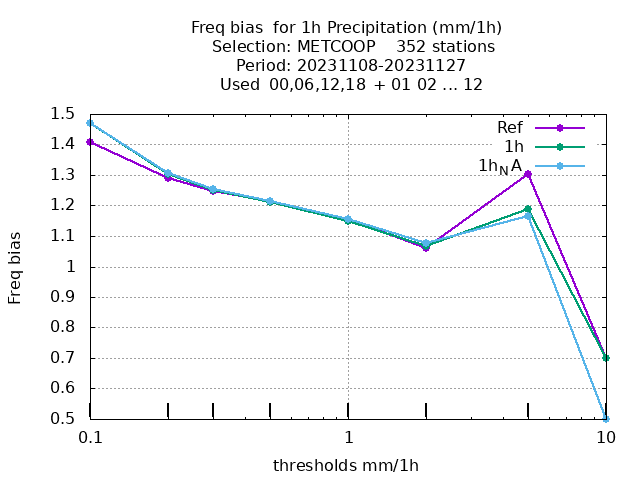 Freq bias for 1h Precipitation (mm/1h)
Selection: METCOOP 352 stations
Period: 20231108-20231127
Used 00,06,12,18 + 01 02 ... 12
1.5
1.4
1.3
1.2
1.1
1
0.9
0.8
0.7
0.6
0.5
Freq bias
Ref
1h
1hNA
0.1 1 10
thresholds mm/1h